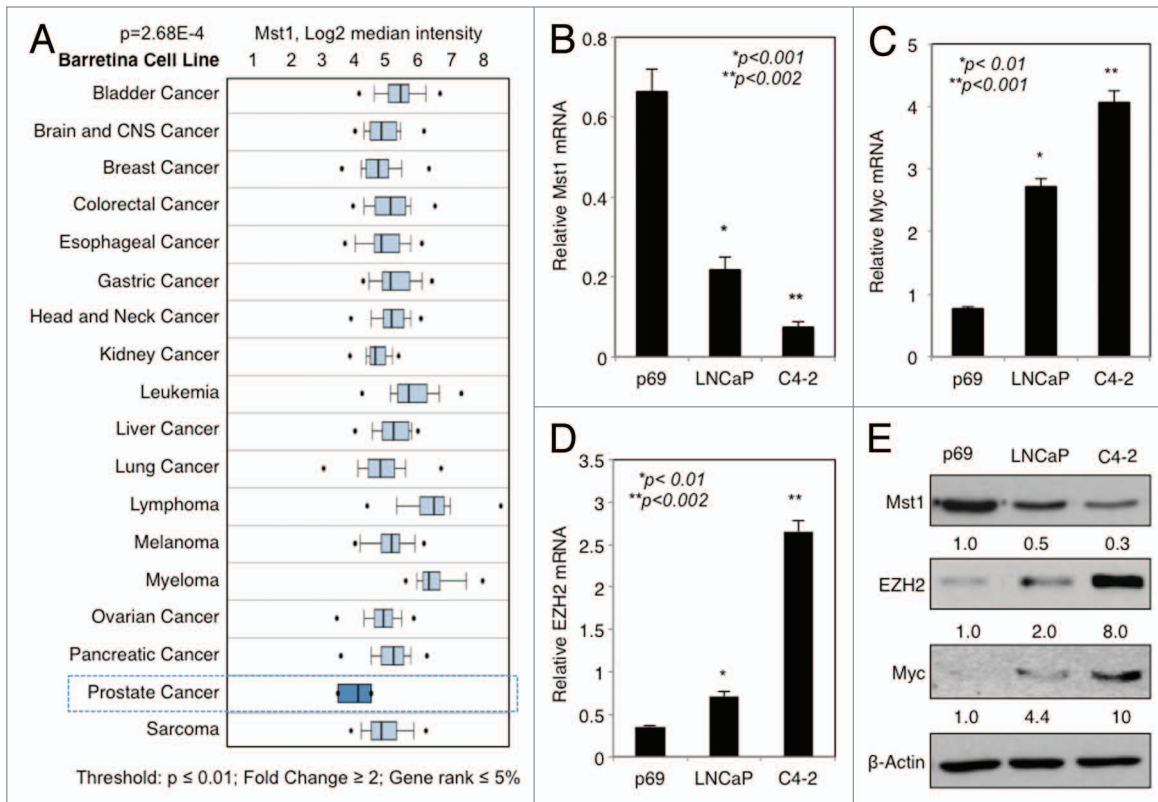 A
p=2.68E-4 Mst1, Log2 median intensity
Barretina Cell Line 1 2 3 4 5 6 7 8
Bladder Cancer
Brain and CNS Cancer
Breast Cancer
Colorectal Cancer
Esophageal Cancer
Gastric Cancer
Head and Neck Cancer
Kidney Cancer
Leukemia
Liver Cancer
Lung Cancer
Lymphoma
Melanoma
Myeloma
Ovarian Cancer
Pancreatic Cancer
Prostate Cancer
Sarcoma
Threshold: p ≤ 0.01; Fold Change ≥ 2; Gene rank ≤ 5%
B
Relative Mst1 mRNA
0.8
0.6
0.4
0.2
0
*p<0.001
**p<0.002
*
**
p69 LNCaP C4-2
C
Relative Myc mRNA
5
4
3
2
1
0
*p< 0.01
**p<0.001
*
**
p69 LNCaP C4-2
D
Relative EZH2 mRNA
3.5
3
2.5
2
1.5
1
0.5
0
*p< 0.01
**p<0.002
*
**
p69 LNCaP C4-2
E
p69 LNCaP C4-2
Mst1
1.0 0.5 0.3
EZH2
1.0 2.0 8.0
Myc
1.0 4.4 10
β-Actin